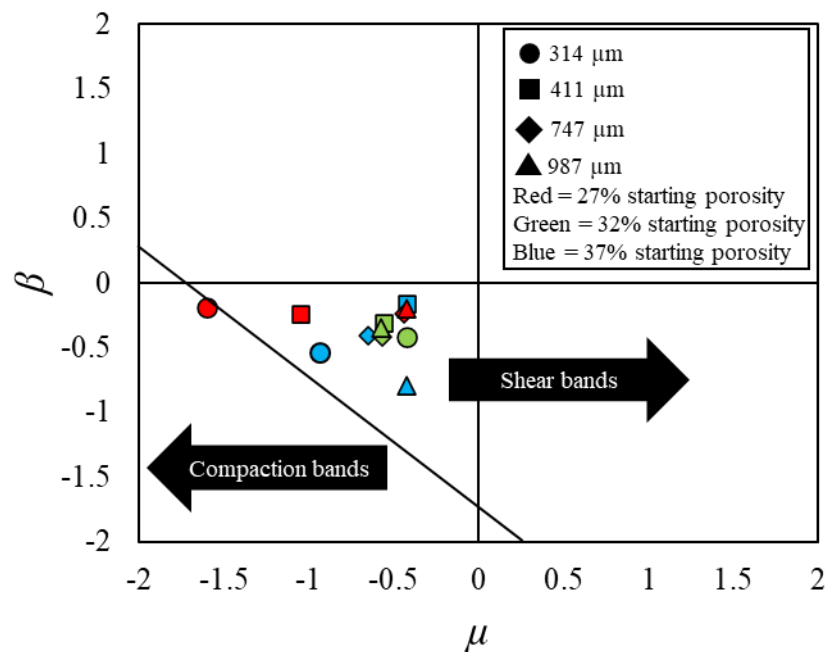 2
1.5
1
0.5
0
-0.5
-1
-1.5
-2
β
314 µm
411 µm
747 µm
987 µm
Red = 27% starting porosity
Green = 32% starting porosity
Blue = 37% starting porosity
Shear bands
Compaction bands
-2 -1.5 -1 -0.5 0 0.5 1 1.5 2
μ